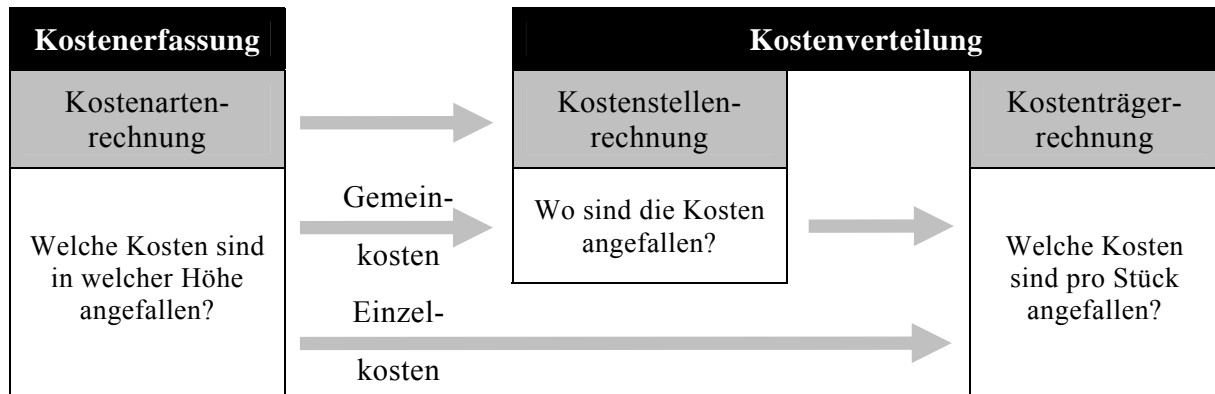 Kostenerfassung
Kostenverteilung
Kostenarten-
rechnung
Kostenstellen-
rechnung
Kostenträger-
rechnung
Welche Kosten sind
in welcher Höhe
angefallen?
Gemein-
kosten
Einzel-
kosten
Wo sind die Kosten
angefallen?
Welche Kosten
sind pro Stück
angefallen?